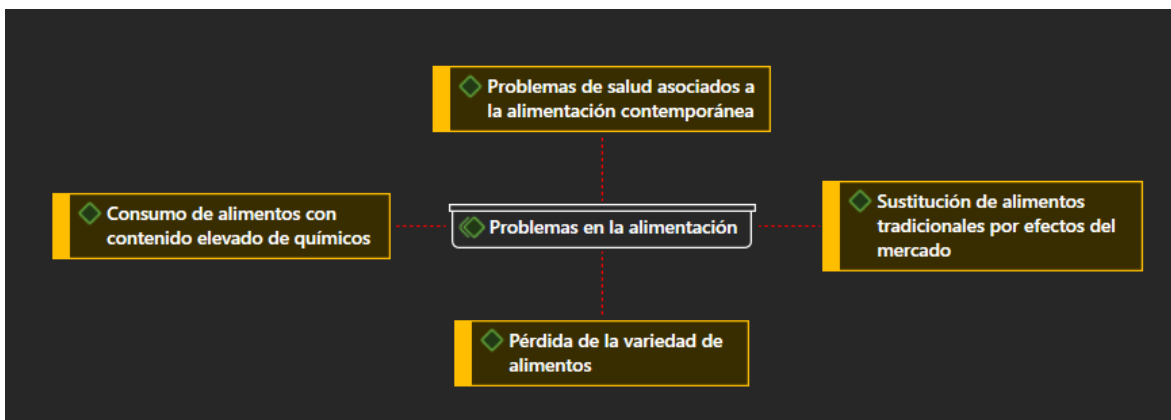 Problemas de salud asociados a
la alimentación contemporánea
Consumo de alimentos con
contenido elevado de químicos
Problemas en la alimentación
Sustitución de alimentos
tradicionales por efectos del
mercado
Pérdida de la variedad de
alimentos